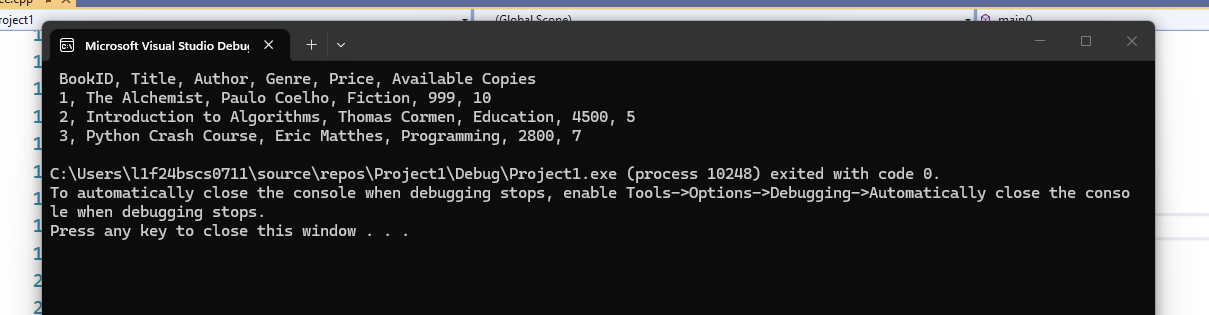 roject1
(Global Scope)
main()
Microsoft Visual Studio Debu
BookID, Title, Author, Genre, Price, Available Copies
1, The Alchemist, Paulo Coelho, Fiction, 999, 10
2, Introduction to Algorithms, Thomas Cormen, Education, 4500, 5
3, Python Crash Course, Eric Matthes, Programming, 2800, 7
C:\Users\l1f24bscs0711\source\repos\Project1\Debug\Project1.exe (process 10248) exited with code 0.
To automatically close the console when debugging stops, enable Tools->Options->Debugging->Automatically close the conso
le when debugging stops.
Press any key to close this window . . .